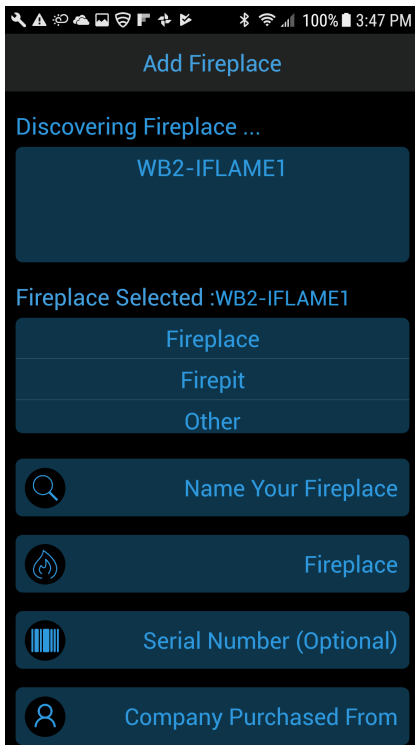 100% 3:47 PM
Add Fireplace
Discovering Fireplace ...
WB2-IFLAME1
Fireplace Selected :WB2-IFLAME1
Fireplace
Firepit
Other
Name Your Fireplace
Fireplace
Serial Number (Optional)
Company Purchased From